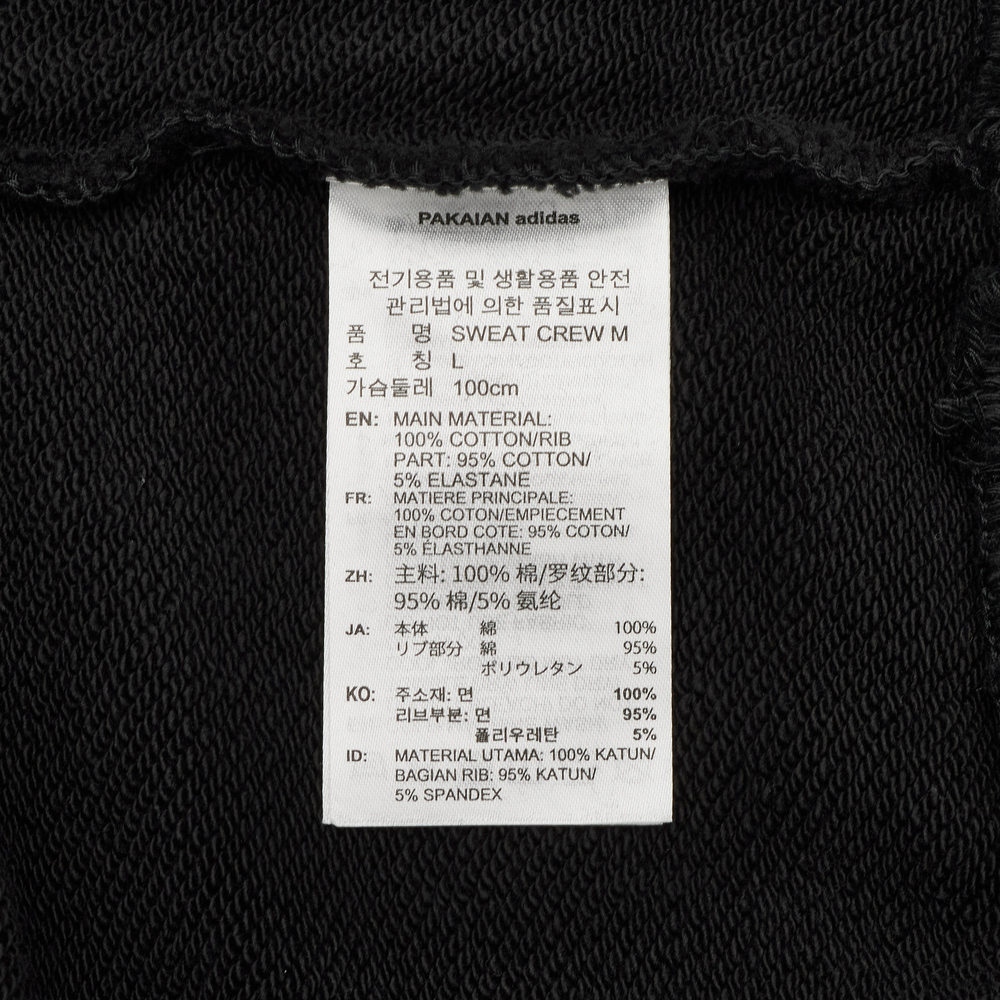 PAKAIAN adidas
전기용품 및 생활용품 안전
관리법에 의한 품질표시
품 명 SWEAT CREW M
호 칭 L
가슴둘레 100cm
EN: MAIN MATERIAL:
100% COTTON/RIB
PART: 95% COTTON/
5% ELASTANE
FR: MATIERE PRINCIPALE:
100% COTON/EMPIECEMENT
EN BORD COTE: 95% COTON/
5% ÉLASTHANNE
ZH: 主料: 100% 棉/罗纹部分:
95% 棉/5% 氨纶
JA: 本体 綿 100%
リブ部分 綿 95%
ポリウレタン 5%
KO: 주소재: 면 100%
리브부분: 면 95%
폴리우레탄 5%
ID: MATERIAL UTAMA: 100% KATUN/
BAGIAN RIB: 95% KATUN/
5% SPANDEX